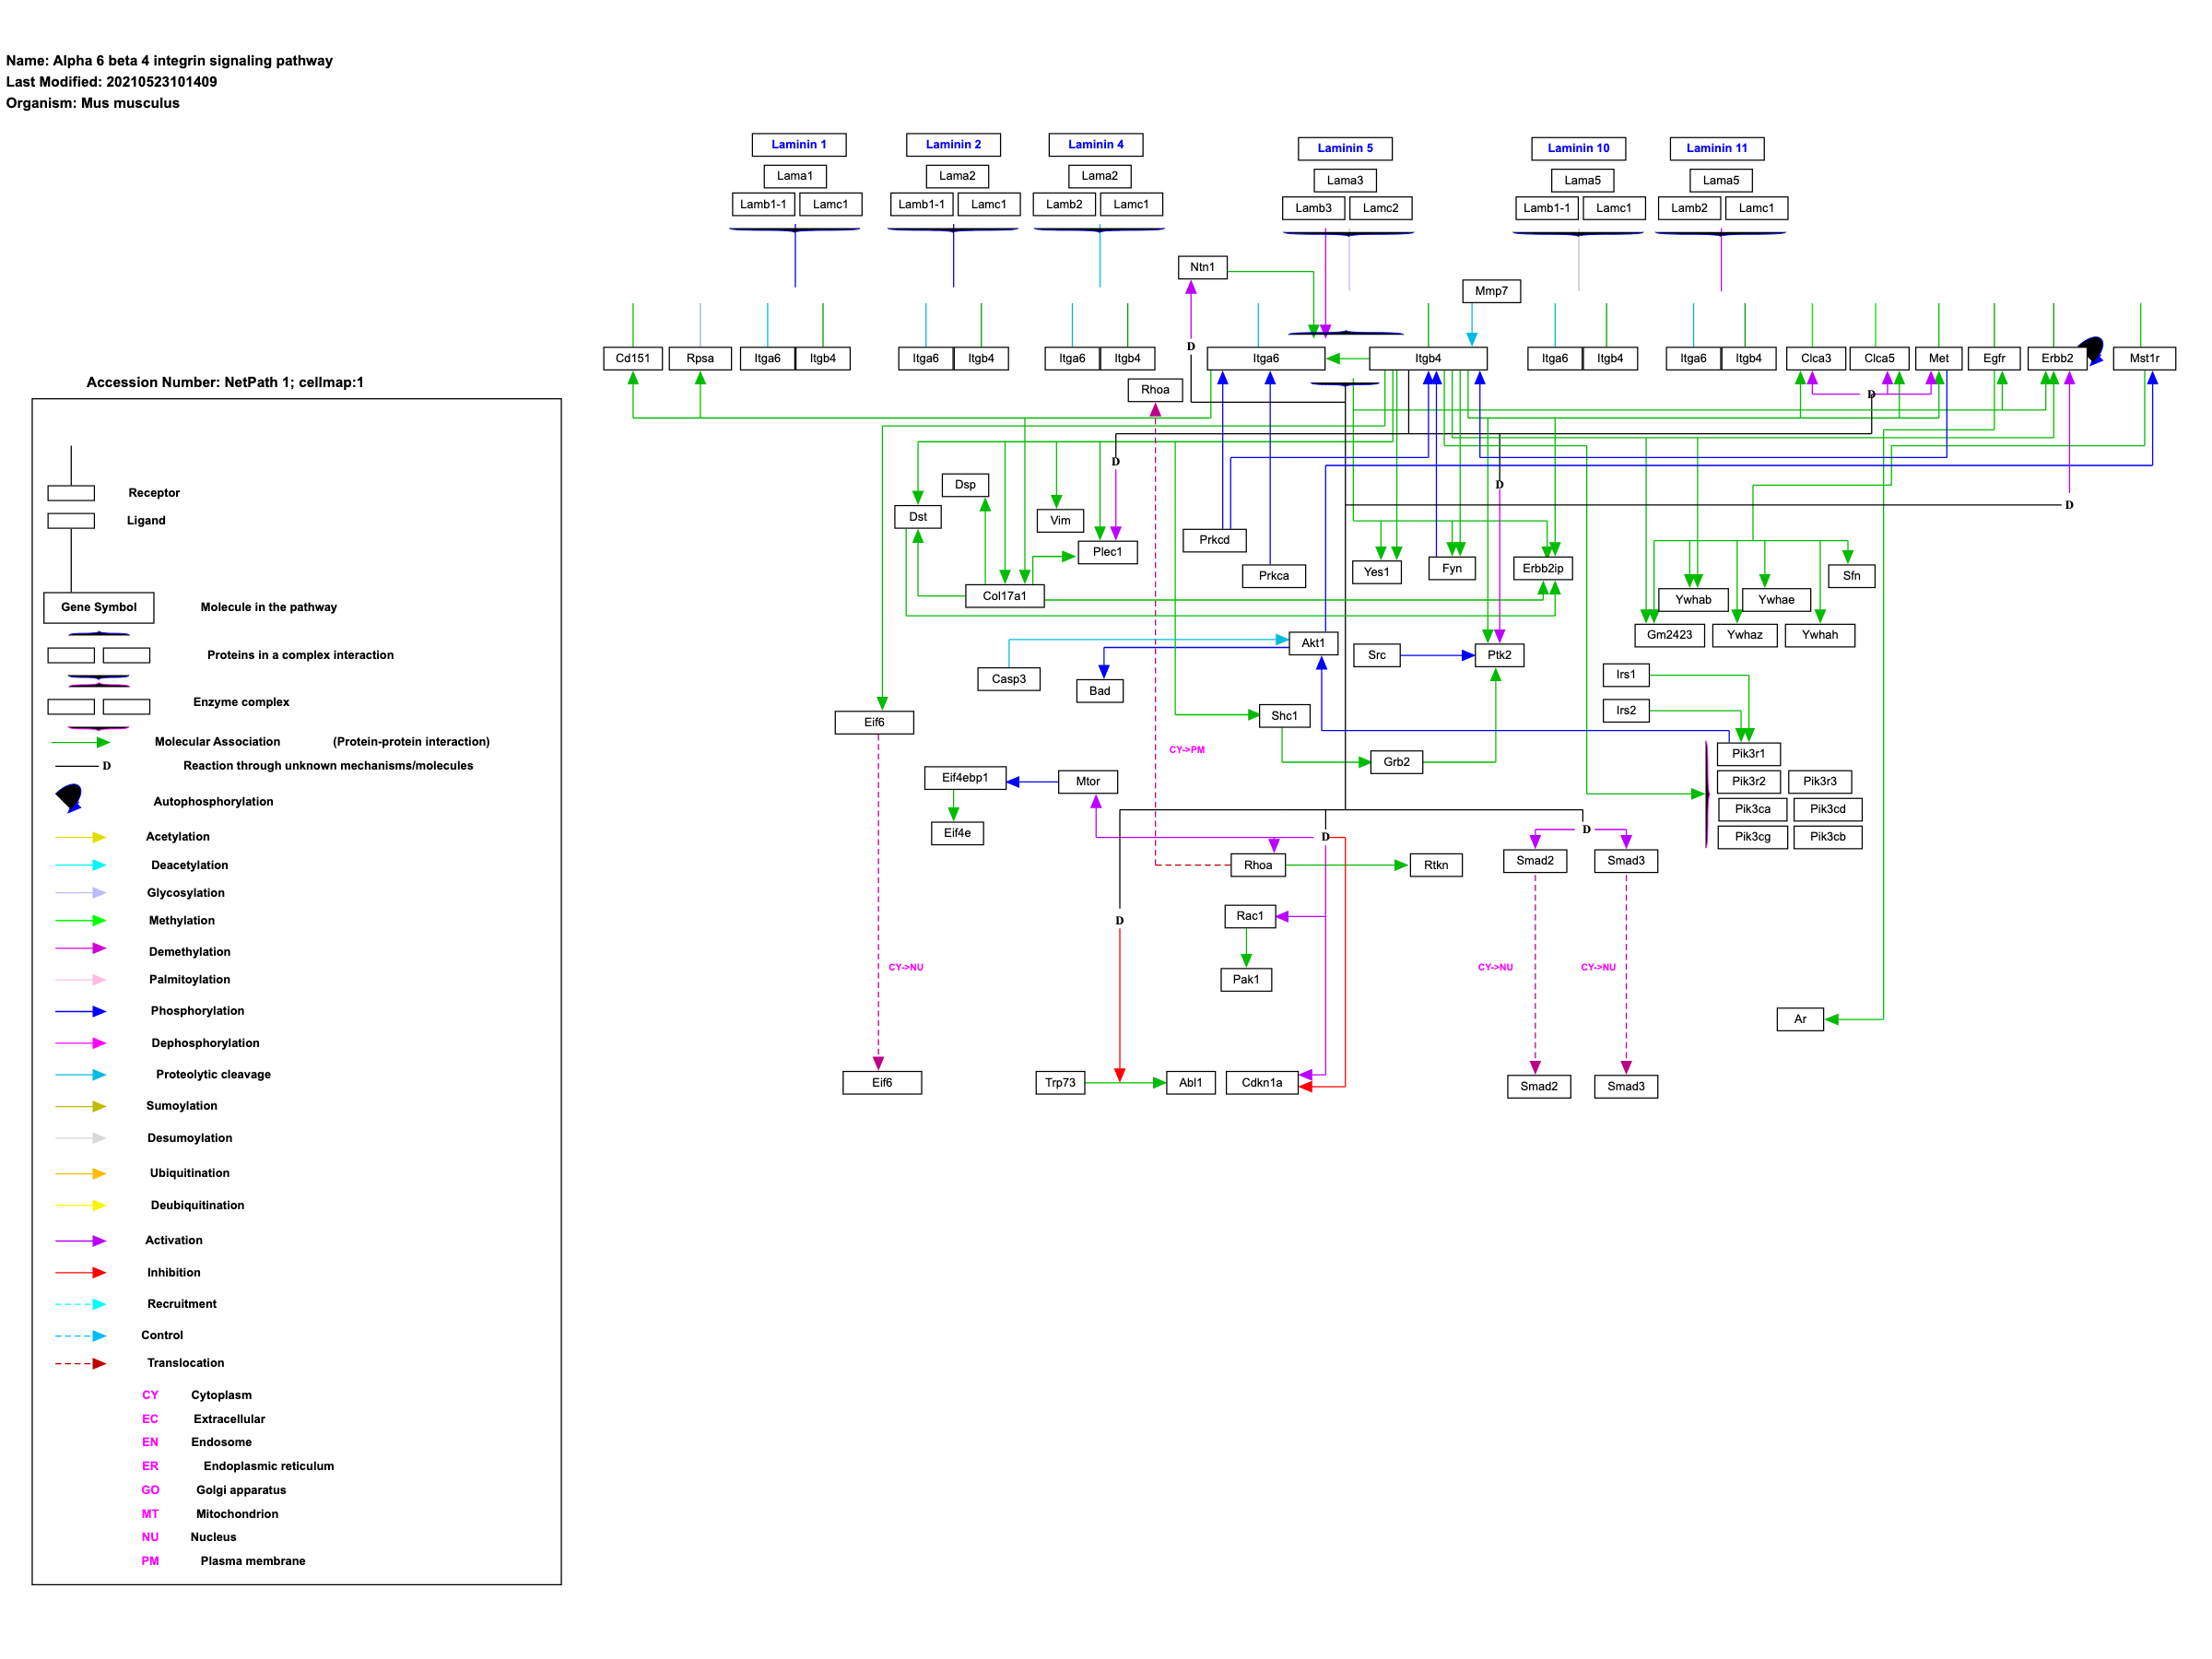 Name: Alpha 6 beta 4 integrin signaling pathway
Last Modified: 20210523101409
Organism: Mus musculus
Laminin 1
Laminin 2
Laminin 4
Laminin 5
Laminin 10
Laminin 11
Lama1
Lama2
Lama2
Lama3
Lama5
Lama5
Lamb1-1 Lamc1
Lamb1-1 Lamc1
Lamb2 Lamc1
Lamb3 Lamc2
Lamb1-1 Lamc1
Lamb2 Lamc1
Ntn1
Mmp7
D
Cd151
Rpsa
Itga6 Itgb4
Itga6 Itgb4
Itga6 Itgb4
Itga6
Itgb4
Itga6 Itgb4
Itga6 Itgb4
Clca3
Clca5
Met
Egfr
Erbb2
Mst1r
Rhoa
D
D
Dsp
D
D
Dst
Vim
Plec1
Prkcd
Prkca
Yes1
Fyn
Erbb2ip
Sfn
Col17a1
Ywhab
Ywhae
Gm2423
Ywhaz
Ywhah
Akt1
Src
Ptk2
Casp3
Bad
Irs1
Irs2
Eif6
Shc1
CY->PM
Grb2
Pik3r1
Pik3r2 Pik3r3
Pik3ca Pik3cd
Pik3cg Pik3cb
Eif4ebp1
Mtor
Eif4e
D
D
Rhoa
Rtkn
Smad2
Smad3
D
Rac1
CY->NU
CY->NU
CY->NU
Pak1
Ar
Eif6
Trp73
Abl1
Cdkn1a
Smad2
Smad3
Accession Number: NetPath 1; cellmap:1
Receptor
Ligand
Gene Symbol Molecule in the pathway
Proteins in a complex interaction
Enzyme complex
Molecular Association (Protein-protein interaction)
D Reaction through unknown mechanisms/molecules
Autophosphorylation
Acetylation
Deacetylation
Glycosylation
Methylation
Demethylation
Palmitoylation
Phosphorylation
Dephosphorylation
Proteolytic cleavage
Sumoylation
Desumoylation
Ubiquitination
Deubiquitination
Activation
Inhibition
Recruitment
Control
Translocation
CY Cytoplasm
EC Extracellular
EN Endosome
ER Endoplasmic reticulum
GO Golgi apparatus
MT Mitochondrion
NU Nucleus
PM Plasma membrane